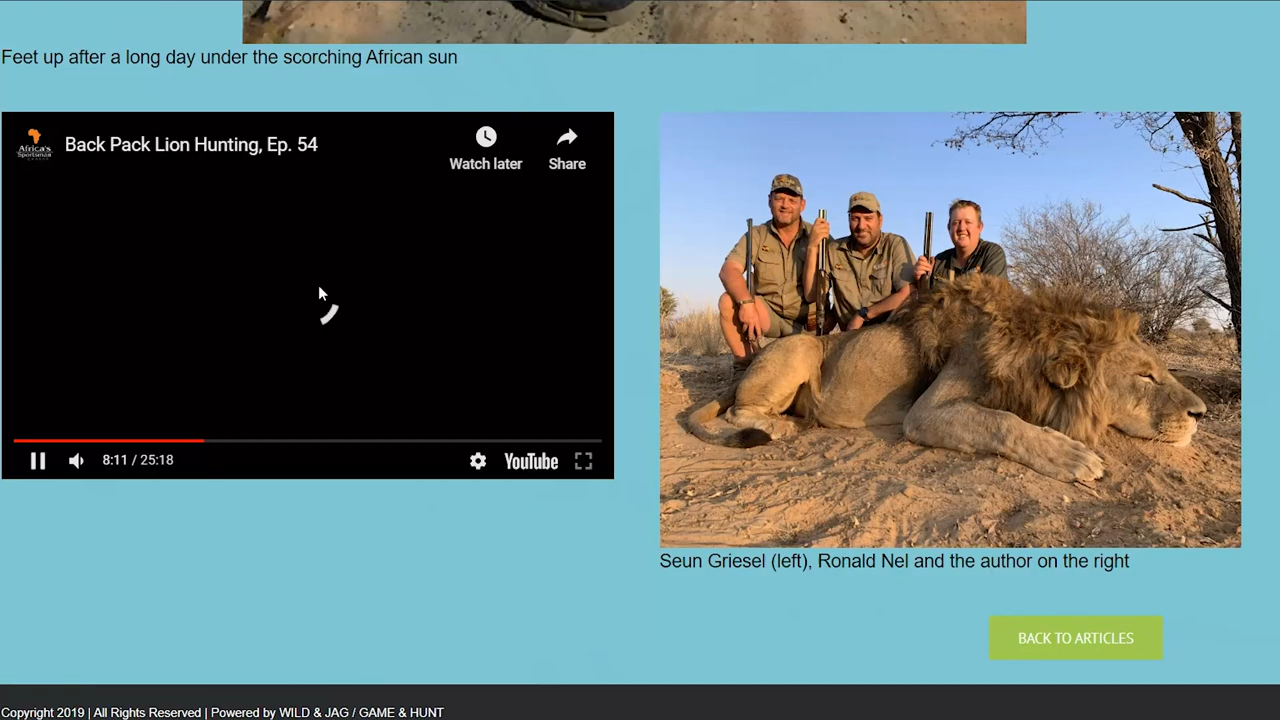 Feet up after a long day under the scorching African sun
Africa's
Sportsman
Back Pack Lion Hunting, Ep. 54
Watch later
Share
8:11 / 25:18
YouTube
Seun Griesel (left), Ronald Nel and the author on the right
BACK TO ARTICLES
Copyright 2019 | All Rights Reserved | Powered by WILD & JAG / GAME & HUNT